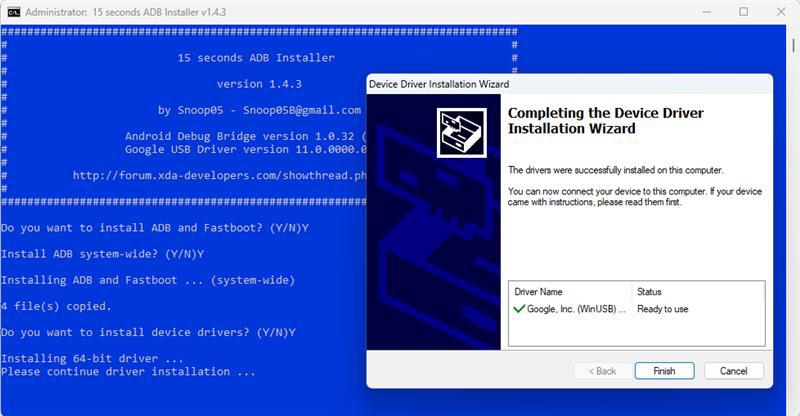 Administrator:  15 seconds ADB Installer v1.4.3
###############################################################################
#                                                                             #
#                          15 seconds ADB Installer                           #
#                                                                             #
#                                version 1.4.3
#
#                       by Snoop05 - Snoop05B@gmail.com
#
#                  Android Debug Bridge version 1.0.32 (
#                  Google USB Driver version 11.0.0000.0
#
#          http://forum.xda-developers.com/showthread.ph
#
########################################################
Do you want to install ADB and Fastboot? (Y/N)Y
Install ADB system-wide? (Y/N)Y
Installing ADB and Fastboot ... (system-wide)
4 file(s) copied.
Do you want to install device drivers? (Y/N)Y
Installing 64-bit driver ...
Please continue driver installation ...
Device Driver Installation Wizard
Completing the Device Driver
Installation Wizard
The drivers were successfully installed on this computer.
You can now connect your device to this computer. If your device
came with instructions, please read them first.
Driver Name Status
Google, Inc. (WinUSB) ... Ready to use
< Back Finish Cancel